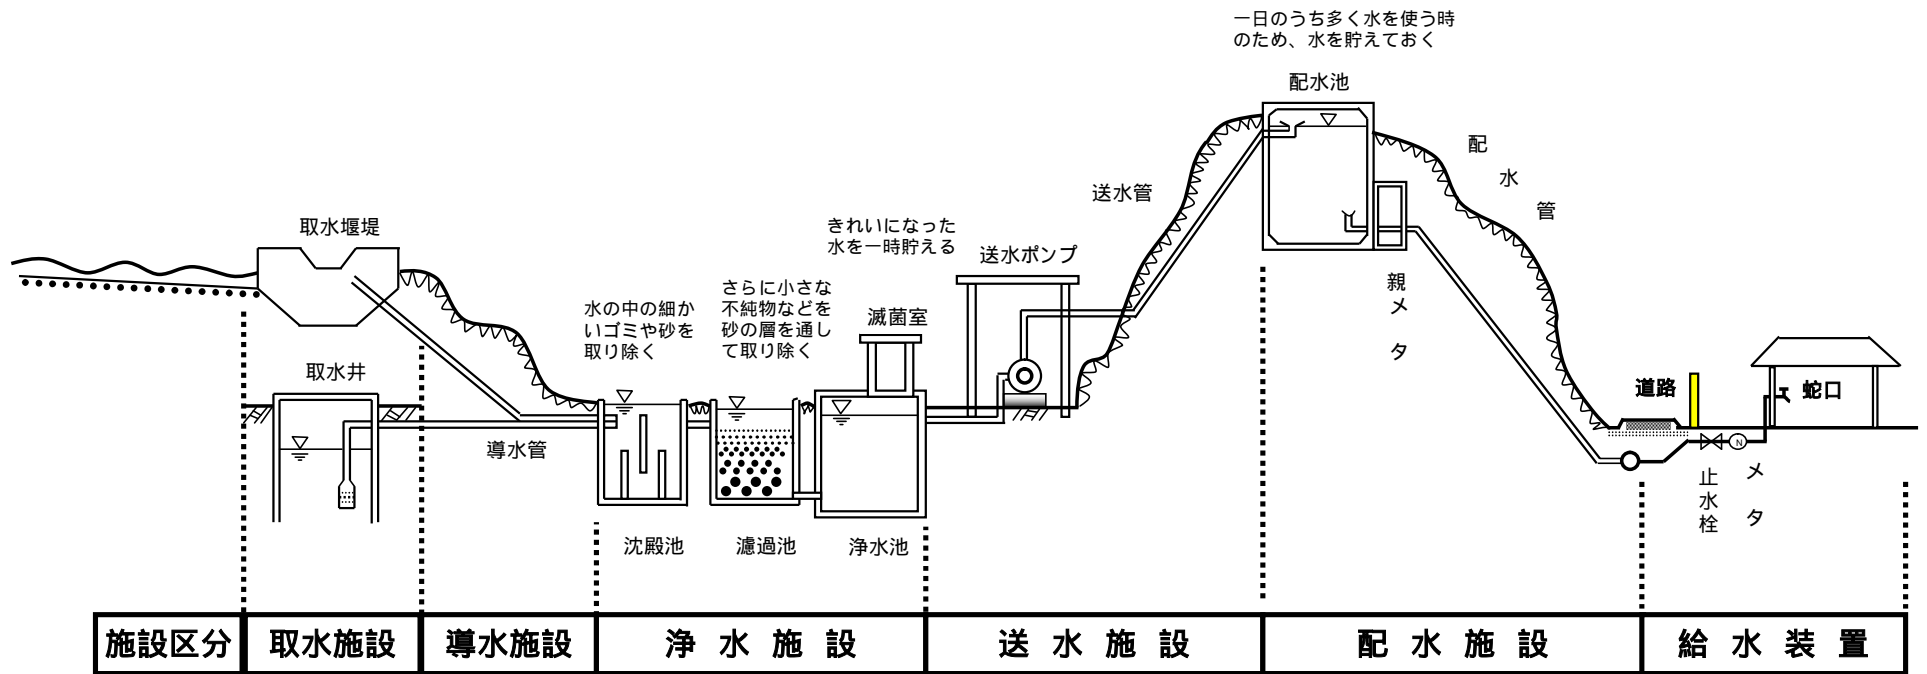 一日のうち多く水を使う時
のため、水を貯えておく
配水池
配
水
管
送水管
取水堰堤
きれいになった
水を一時貯える
送水ポンプ
親
メ
タ
水の中の細か
いゴミや砂を
取り除く
さらに小さな
不純物などを
砂の層を通し
て取り除く
滅菌室
取水井
導水管
道路
蛇口
N
止
水
栓
メ
タ
沈殿池
濾過池
浄水池
施設区分
取水施設
導水施設
浄水施設
送水施設
配水施設
給水装置